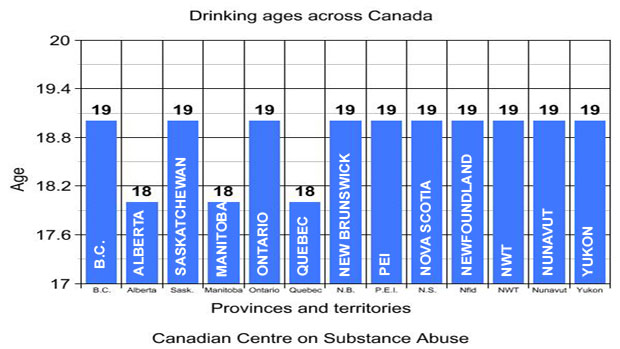 Drinking ages across Canada
20
19.4
18.8
18.2
17.6
17
Age
19 18 19 18 19 18 19 19 19 19 19 19 19
B.C. ALBERTA SASKATCHEWAN MANITOBA ONTARIO QUEBEC NEW BRUNSWICK PEI NOVA SCOTIA NEWFOUNDLAND NWT NUNAVUT YUKON
B.C. Alberta Sask. Manitoba Ontario Quebec N.B. P.E.I. N.S. Nfld NWT Nunavut Yukon
Provinces and territories
Canadian Centre on Substance Abuse